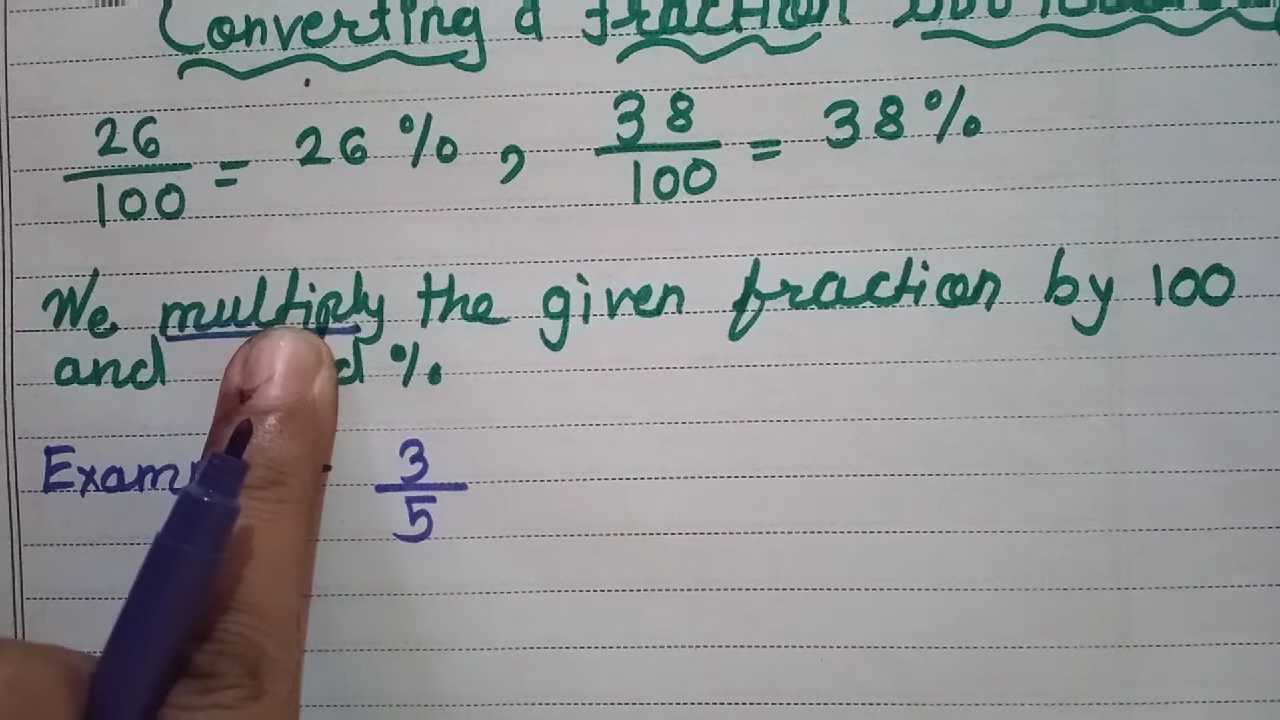 Converting a fraction
26/100 = 26 % , 38/100 = 38 %
We multiply the given fraction by 100
and %.
3/5